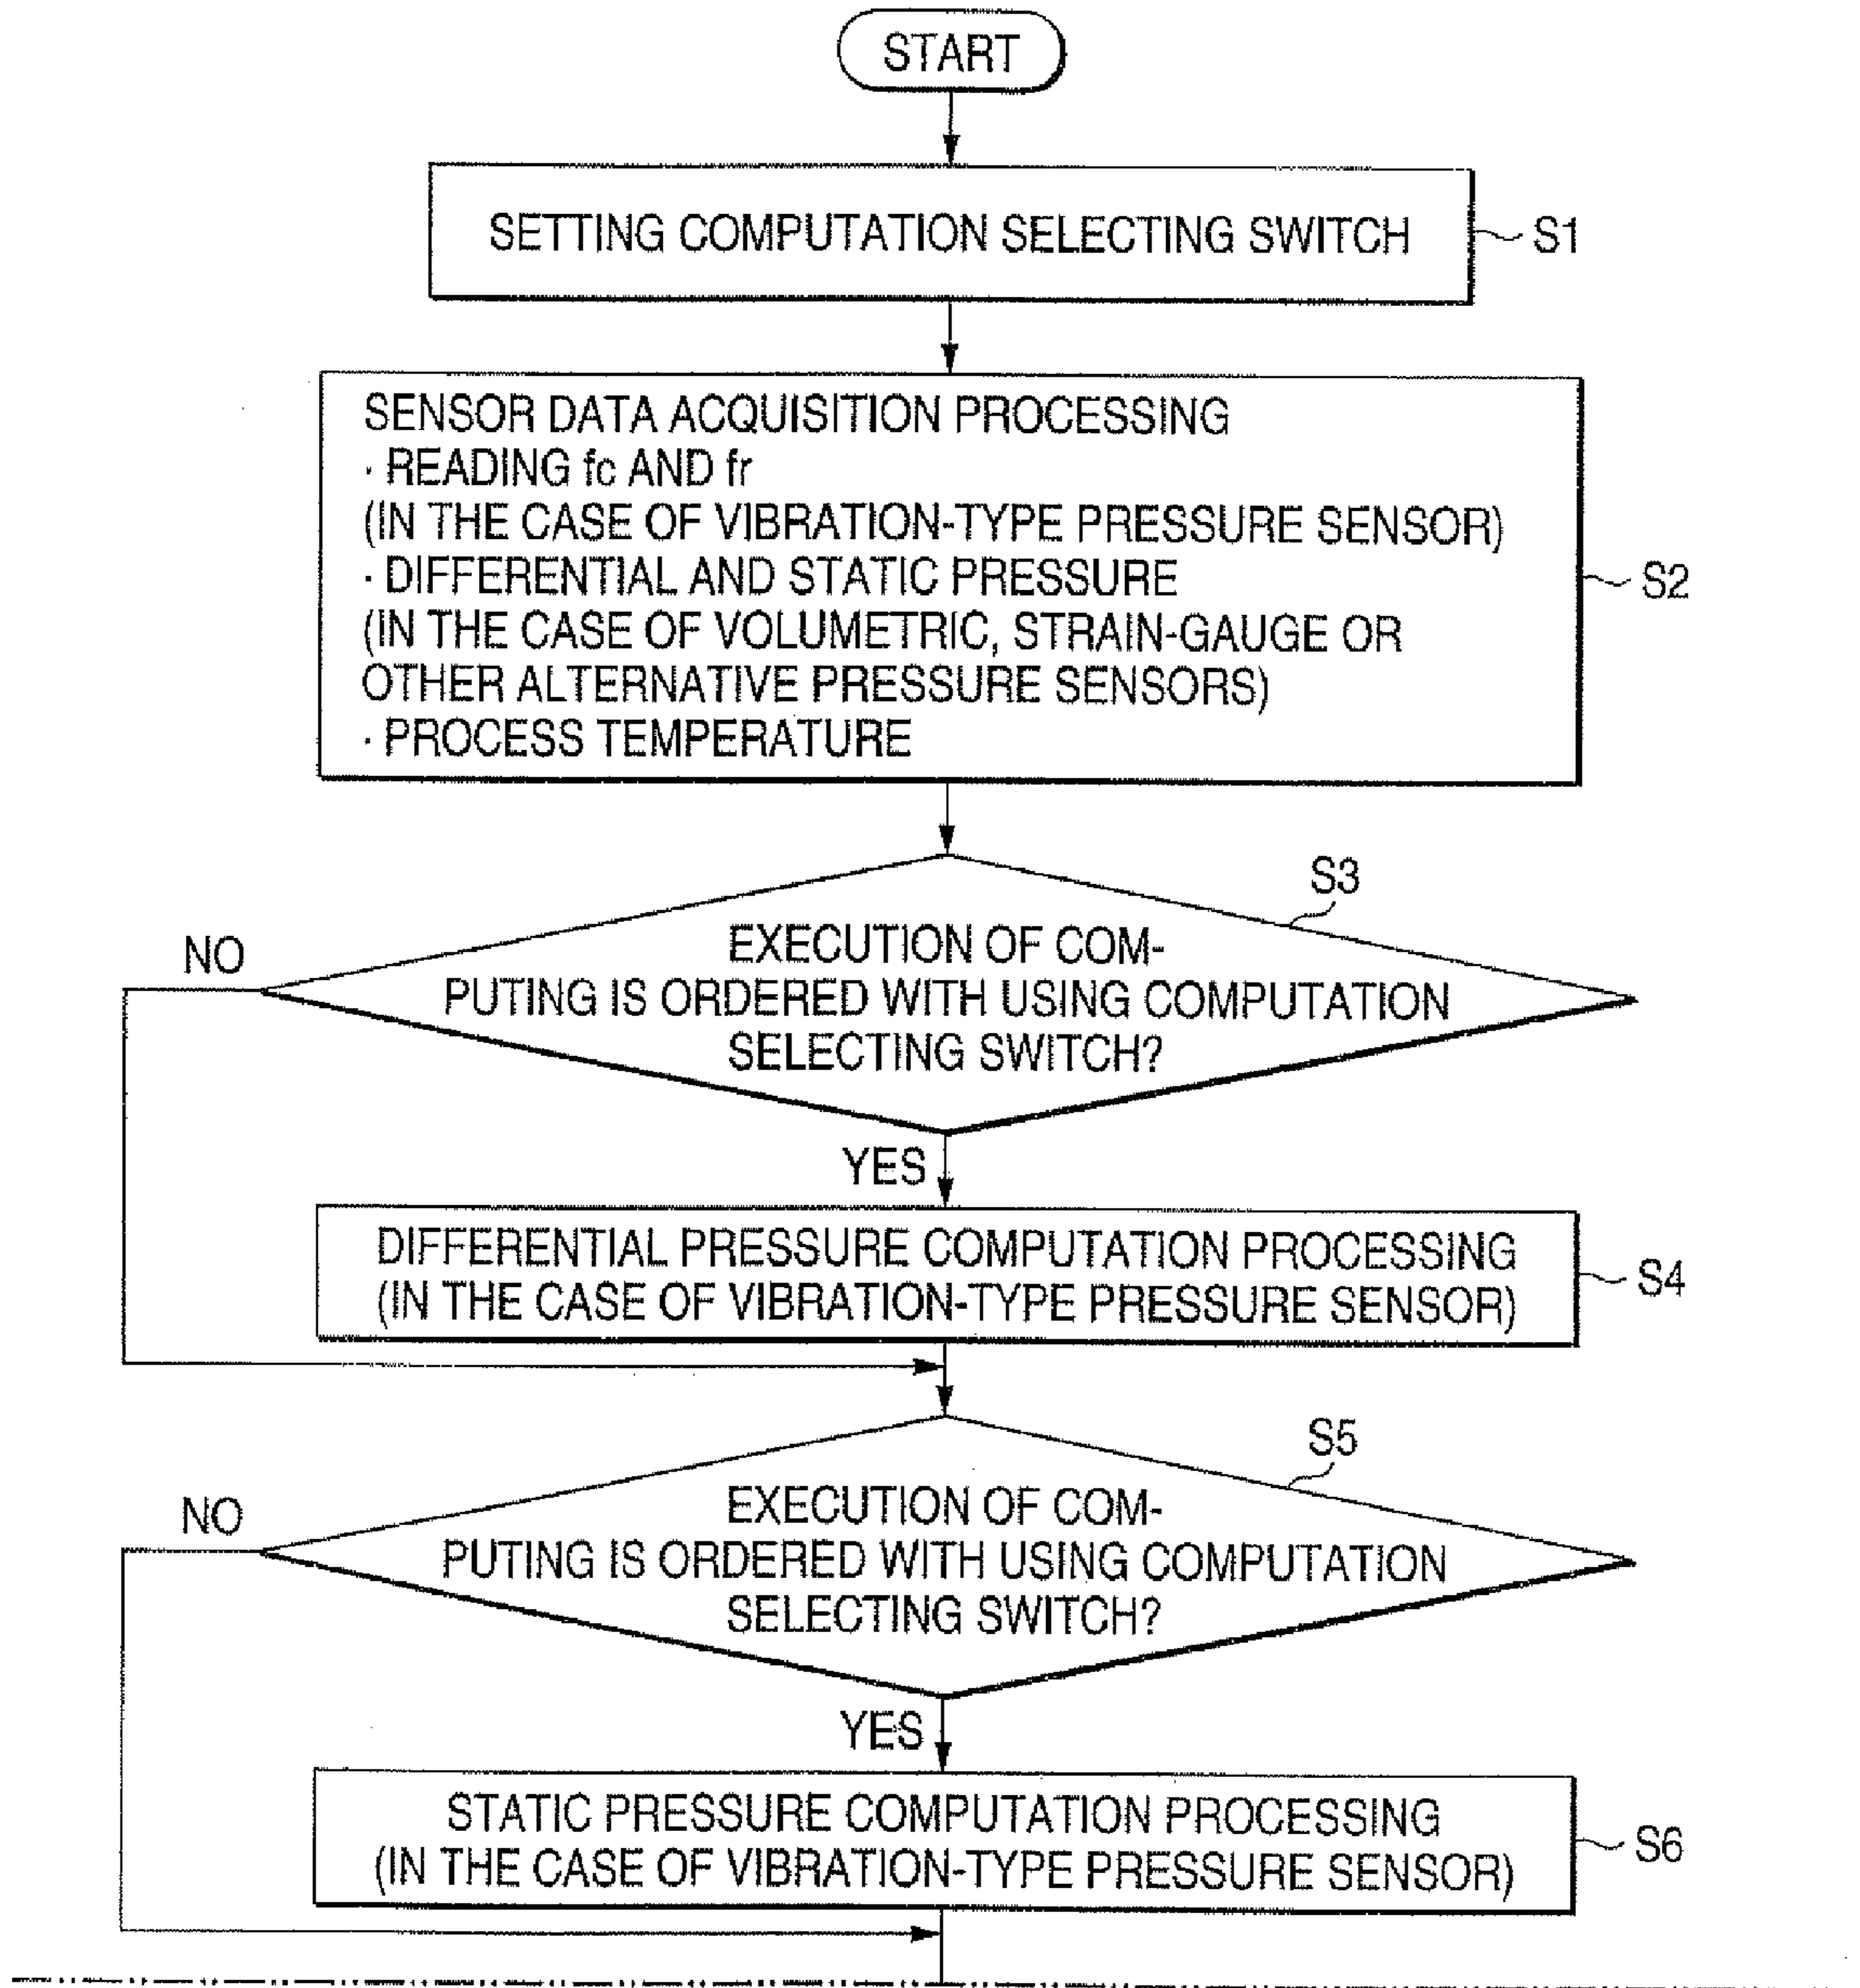 START
SETTING COMPUTATION SELECTING SWITCH
S1
SENSOR DATA ACQUISITION PROCESSING
· READING fc AND fr
(IN THE CASE OF VIBRATION-TYPE PRESSURE SENSOR)
· DIFFERENTIAL AND STATIC PRESSURE
(IN THE CASE OF VOLUMETRIC, STRAIN-GAUGE OR
OTHER ALTERNATIVE PRESSURE SENSORS)
· PROCESS TEMPERATURE
S2
S3
NO
EXECUTION OF COM-
PUTING IS ORDERED WITH USING COMPUTATION
SELECTING SWITCH?
YES
DIFFERENTIAL PRESSURE COMPUTATION PROCESSING
(IN THE CASE OF VIBRATION-TYPE PRESSURE SENSOR)
S4
S5
NO
EXECUTION OF COM-
PUTING IS ORDERED WITH USING COMPUTATION
SELECTING SWITCH?
YES
STATIC PRESSURE COMPUTATION PROCESSING
(IN THE CASE OF VIBRATION-TYPE PRESSURE SENSOR)
S6